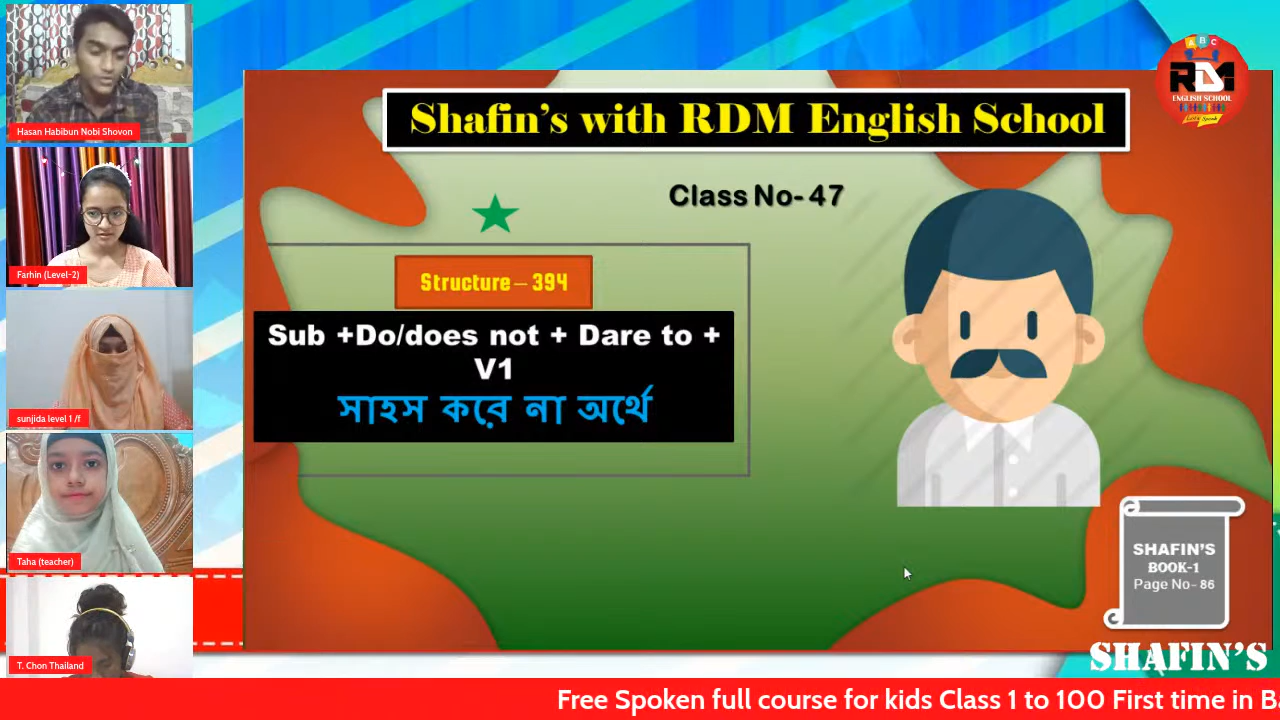 Hasan Habibun Nobi Shovon
Farhin (Level-2)
sunjida level 1 /f
Taha (teacher)
T. Chon Thailand
Shafin's with RDM English School
Class No- 47
Structure – 394
Sub +Do/does not + Dare to +
V1
সাহস করে না অর্থে
A B C
RDM
ENGLISH SCHOOL
Let's Speak
SHAFIN'S
BOOK-1
Page No- 86
SHAFIN'S
Free Spoken full course for kids Class 1 to 100 First time in